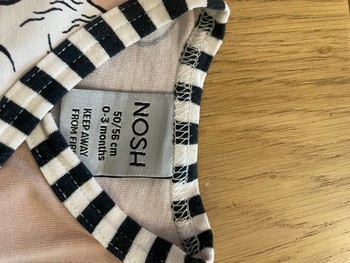 NOSH
50/56 cm
0-3 months
KEEP AWAY
FROM FIRE